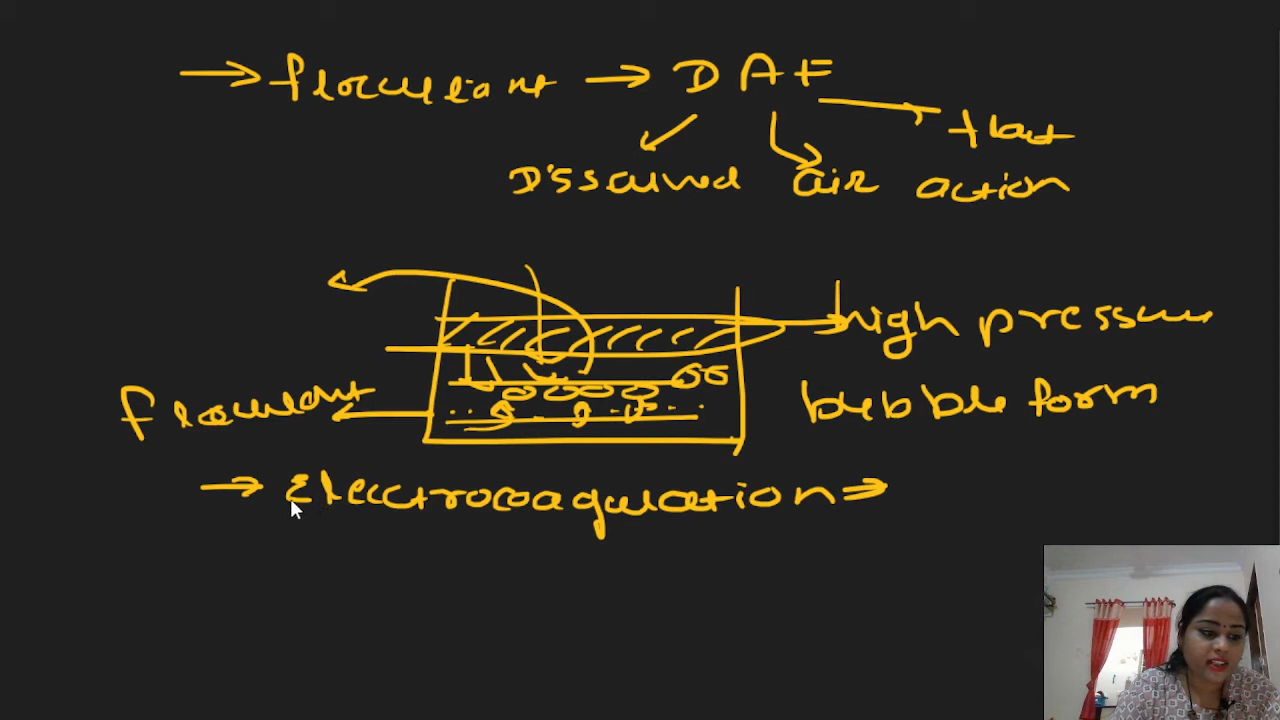 → flocculant → DAF
float
Dissolved air action
high pressure
flocculant bubble form
→ Electrocoagulation →